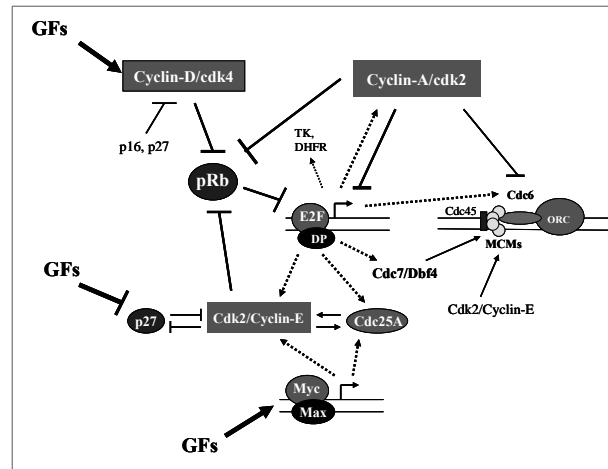 GFs
Cyclin-D/cdk4
Cyclin-A/cdk2
p16, p27
TK,
DHFR
pRb
E2F
DP
Cdc6
Cdc45
ORC
MCMs
Cdc7/Dbf4
GFs
p27
Cdk2/Cyclin-E
Cdc25A
Cdk2/Cyclin-E
Myc
Max
GFs